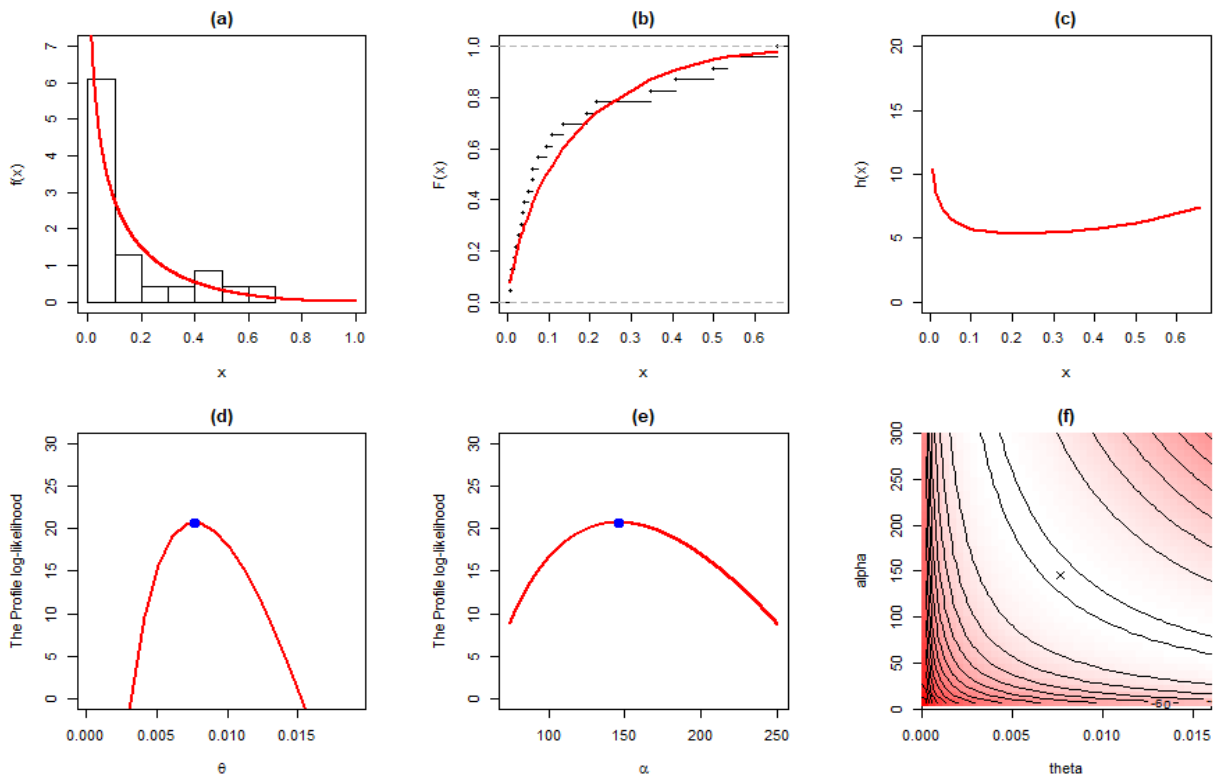 (a)
f(x)
7
6
5
4
3
2
1
0
0.0 0.2 0.4 0.6 0.8 1.0
x
(b)
F(x)
1.0
0.8
0.6
0.4
0.2
0.0
0.0 0.1 0.2 0.3 0.4 0.5 0.6
x
(c)
h(x)
20
15
10
5
0
0.0 0.1 0.2 0.3 0.4 0.5 0.6
x
(d)
The Profile log-likelihood
30
25
20
15
10
5
0
0.000 0.005 0.010 0.015
θ
(e)
The Profile log-likelihood
30
25
20
15
10
5
0
100 150 200 250
α
(f)
alpha
300
250
200
150
100
50
0
-60
0.000 0.005 0.010 0.015
theta